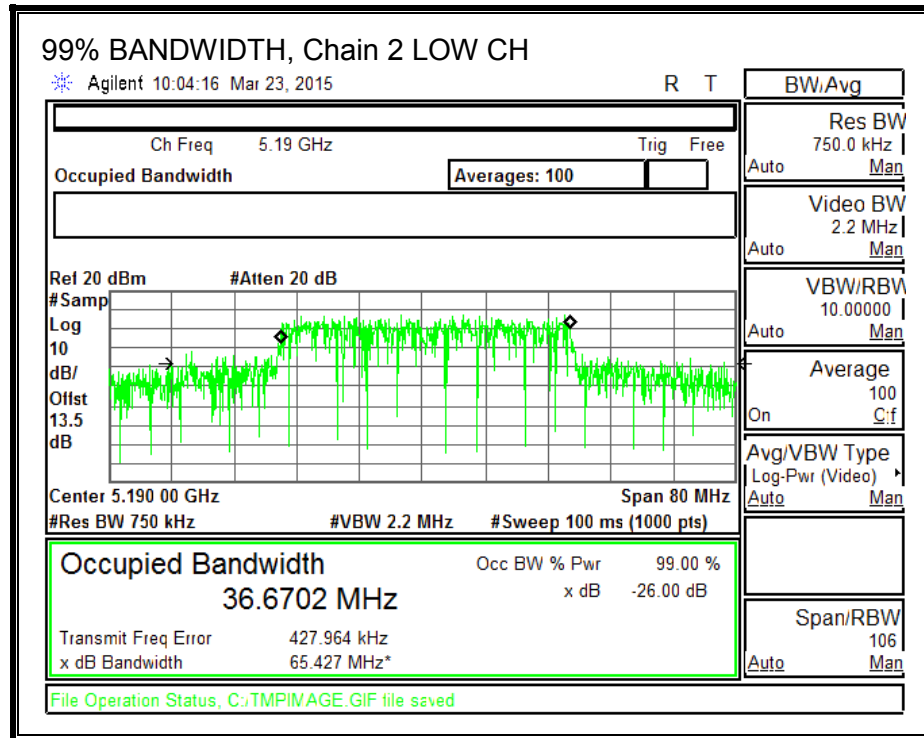 99% BANDWIDTH, Chain 2 LOW CH
Agilent 10:04:16 Mar 23, 2015 R T
Ch Freq 5.19 GHz Trig Free
Occupied Bandwidth Averages: 100
Ref 20 dBm #Atten 20 dB
#Samp
Log
10
dB/
Offst
13.5
dB
Center 5.190 00 GHz Span 80 MHz
#Res BW 750 kHz #VBW 2.2 MHz #Sweep 100 ms (1000 pts)
Occupied Bandwidth
36.6702 MHz
Occ BW % Pwr 99.00 %
x dB -26.00 dB
Transmit Freq Error 427.964 kHz
x dB Bandwidth 65.427 MHz*
File Operation Status, C:\TMPIMAGE.GIF file saved
BW/Avg
Res BW
750.0 kHz
Auto Man
Video BW
2.2 MHz
Auto Man
VBW/RBW
10.00000
Auto Man
Average
100
On Off
Avg/VBW Type
Log-Pwr (Video)
Auto Man
Span/RBW
106
Auto Man